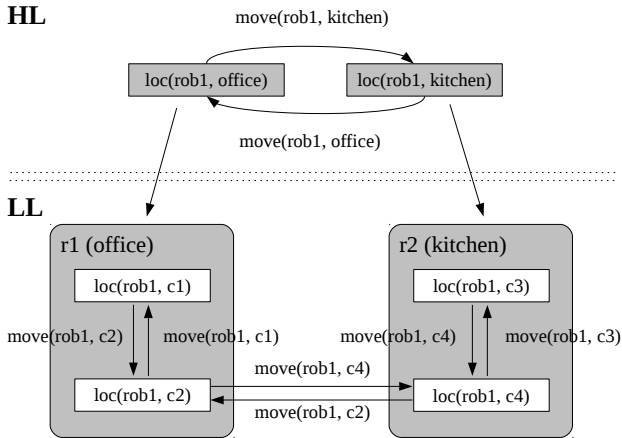 HL
move(rob1, kitchen)
loc(rob1, office)
loc(rob1, kitchen)
move(rob1, office)
LL
r1 (office)
r2 (kitchen)
loc(rob1, c1)
loc(rob1, c3)
move(rob1, c2)
move(rob1, c1)
move(rob1, c4)
move(rob1, c3)
move(rob1, c4)
loc(rob1, c2)
loc(rob1, c4)
move(rob1, c2)